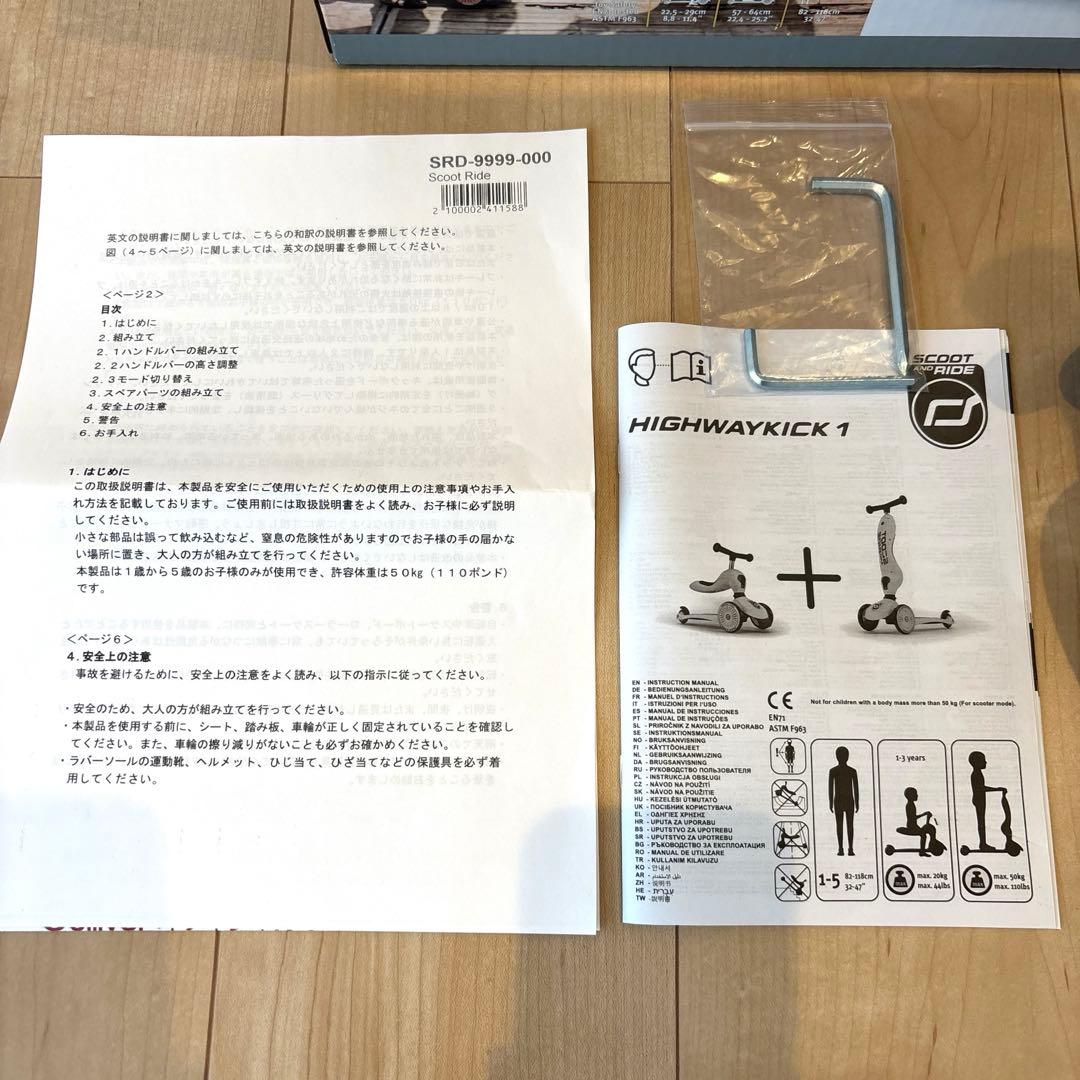 ASTM F963
22,5 - 29cm
8,8 - 11.4"
57 - 64cm
22,4 - 25.2"
82 - 118cm
32-47"
SRD-9999-000
Scoot Ride
2 100002 411588
英文の説明書に関しましては、こちらの和訳の説明書を参照してください。
図（４～５ページ）に関しましては、英文の説明書を参照してください。
＜ページ２＞
目次
１. はじめに
２. 組み立て
２. １ハンドルバーの組み立て
２. ２ハンドルバーの高さ調整
２. ３モード切り替え
３. スペアパーツの組み立て
４. 安全上の注意
５. 警告
６. お手入れ
１. はじめに
この取扱説明書は、本製品を安全にご使用いただくための使用上の注意事項やお手入
れ方法を記載しております。ご使用前には取扱説明書をよく読み、お子様に必ず説明
してください。
小さな部品は誤って飲み込むなど、窒息の危険性がありますのでお子様の手の届かな
い場所に置き、大人の方が組み立てを行ってください。
本製品は１歳から５歳のお子様のみが使用でき、許容体重は５０kg（１１０ポンド）
です。
＜ページ６＞
４. 安全上の注意
事故を避けるために、安全上の注意をよく読み、以下の指示に従ってください。
・安全のため、大人の方が組み立てを行ってください。
・本製品を使用する前に、シート、踏み板、車輪が正しく固定されていることを確認し
てください。また、車輪の擦り減りがないことも必ずお確かめください。
・ラバーソールの運動靴、ヘルメット、ひじ当て、ひざ当てなどの保護具を必ず着
用してください。
SCOOT
AND RIDE
HIGHWAYKICK 1
EN - INSTRUCTION MANUAL
DE - BEDIENUNGSANLEITUNG
FR - MANUEL D'INSTRUCTIONS
IT - ISTRUZIONI PER L'USO
ES - MANUAL DE INSTRUCCIONES
PT - MANUAL DE INSTRUÇÕES
SL - PRIROČNIK Z NAVODILI ZA UPORABO
SE - INSTRUKTIONSMANUAL
NO - BRUKSANVISNING
FI - KÄYTTÖOHJEET
NL - GEBRUIKSAANWIJZING
DA - BRUGSANVISNING
RU - РУКОВОДСТВО ПОЛЬЗОВАТЕЛЯ
PL - INSTRUKCJA OBSŁUGI
CZ - NÁVOD NA POUŽITÍ
SK - NÁVOD NA POUŽITIE
HU - KEZELÉSI ÚTMUTATÓ
UK - ПОСІБНИК КОРИСТУВАЧА
EL - ΟΔΗΓΙΕΣ ΧΡΗΣΗΣ
HR - UPUTA ZA UPORABU
BS - UPUTSTVO ZA UPOTREBU
SR - UPUTSTVO ZA UPOTREBU
BG - РЪКОВОДСТВО ЗА ЕКСПЛОАТАЦИЯ
RO - MANUAL DE UTILIZARE
TR - KULLANIM KILAVUZU
KO - 안내서
AR - دليل الاستخدام
ZH - 说明书
HE - עברית
TW - 說明書
CE
EN71
ASTM F963
Not for children with a body mass more than 50 kg (For scooter mode).
1-5
82-118cm
32-47"
1-3 years
max. 20kg
max. 44lbs
max. 50kg
max. 110lbs